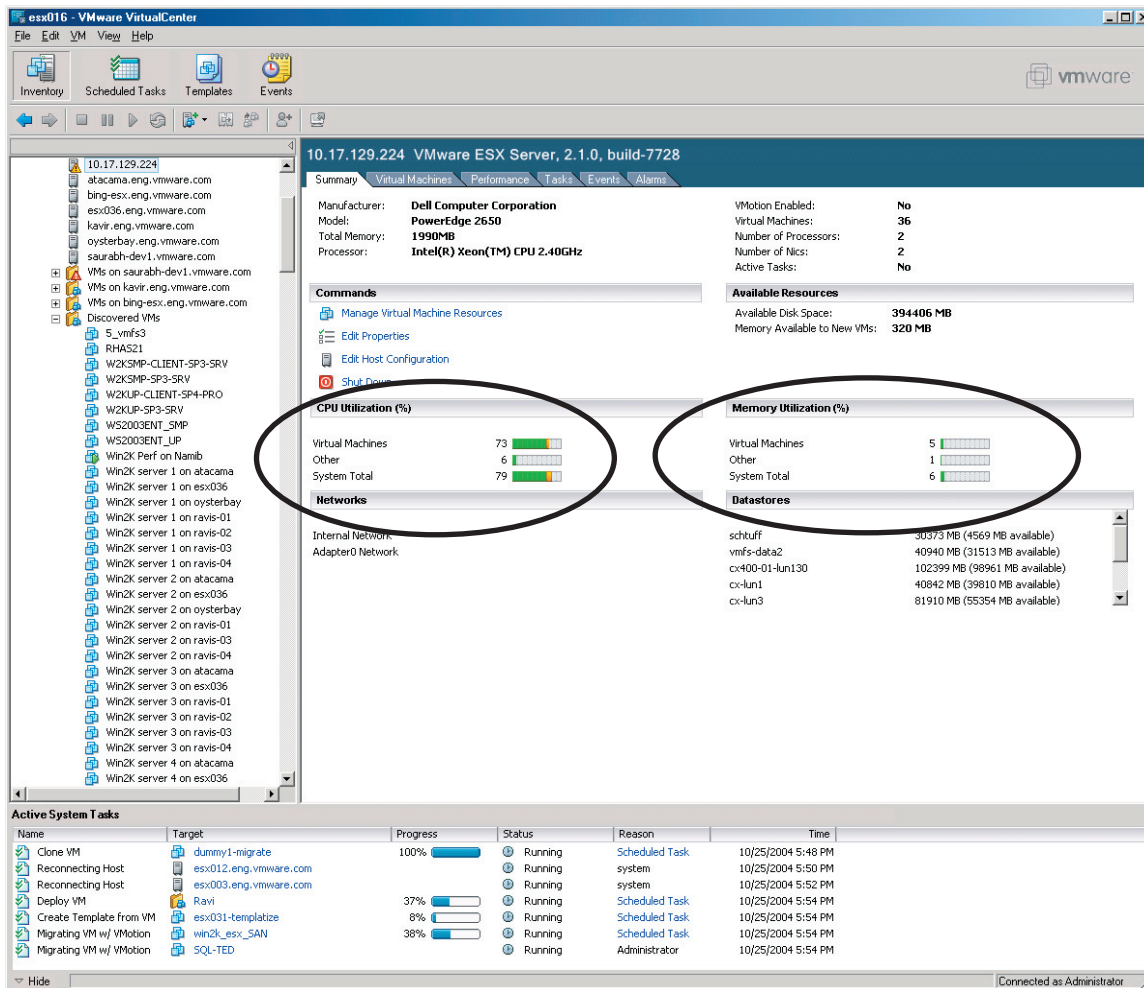 esx016 - VMware VirtualCenter
File Edit VM View Help
Inventory Scheduled Tasks Templates Events
vmware
10.17.129.224
atacama.eng.vmware.com
bing-esx.eng.vmware.com
esx036.eng.vmware.com
kavir.eng.vmware.com
oysterbay.eng.vmware.com
saurabh-dev1.vmware.com
VMs on saurabh-dev1.vmware.com
VMs on kavir.eng.vmware.com
VMs on bing-esx.eng.vmware.com
Discovered VMs
5_vmfs3
RHAS21
W2KSMP-CLIENT-SP3-SRV
W2KSMP-SP3-SRV
W2KUP-CLIENT-SP4-PRO
W2KUP-SP3-SRV
WS2003ENT_SMP
WS2003ENT_UP
Win2K Perf on Namib
Win2K server 1 on atacama
Win2K server 1 on esx036
Win2K server 1 on oysterbay
Win2K server 1 on ravis-01
Win2K server 1 on ravis-02
Win2K server 1 on ravis-03
Win2K server 1 on ravis-04
Win2K server 2 on atacama
Win2K server 2 on esx036
Win2K server 2 on oysterbay
Win2K server 2 on ravis-01
Win2K server 2 on ravis-03
Win2K server 2 on ravis-04
Win2K server 3 on atacama
Win2K server 3 on esx036
Win2K server 3 on ravis-01
Win2K server 3 on ravis-02
Win2K server 3 on ravis-03
Win2K server 3 on ravis-04
Win2K server 4 on atacama
Win2K server 4 on esx036
10.17.129.224 VMware ESX Server, 2.1.0, build-7728
Summary Virtual Machines Performance Tasks Events Alarms
Manufacturer: Dell Computer Corporation
Model: PowerEdge 2650
Total Memory: 1990MB
Processor: Intel(R) Xeon(TM) CPU 2.40GHz
VMotion Enabled: No
Virtual Machines: 36
Number of Processors: 2
Number of Nics: 2
Active Tasks: No
Commands
Manage Virtual Machine Resources
Edit Properties
Edit Host Configuration
Shut Down
Available Resources
Available Disk Space: 394406 MB
Memory Available to New VMs: 320 MB
CPU Utilization (%)
Virtual Machines 73
Other 6
System Total 79
Memory Utilization (%)
Virtual Machines 5
Other 1
System Total 6
Networks
Internal Network
Adapter0 Network
Datastores
schtuff 30373 MB (4569 MB available)
vmfs-data2 40940 MB (31513 MB available)
cx400-01-lun130 102399 MB (98961 MB available)
cx-lun1 40842 MB (39810 MB available)
cx-lun3 81910 MB (55354 MB available)
Active System Tasks
Name Target Progress Status Reason Time
Clone VM dummy1-migrate 100% Running Scheduled Task 10/25/2004 5:48 PM
Reconnecting Host esx012.eng.vmware.com Running system 10/25/2004 5:50 PM
Reconnecting Host esx003.eng.vmware.com Running system 10/25/2004 5:52 PM
Deploy VM Ravi 37% Running Scheduled Task 10/25/2004 5:54 PM
Create Template from VM esx031-templatize 8% Running Scheduled Task 10/25/2004 5:54 PM
Migrating VM w/ VMotion win2k_esx_SAN 38% Running Scheduled Task 10/25/2004 5:54 PM
Migrating VM w/ VMotion SQL-TED Running Administrator 10/25/2004 5:54 PM
Hide
Connected as Administrator